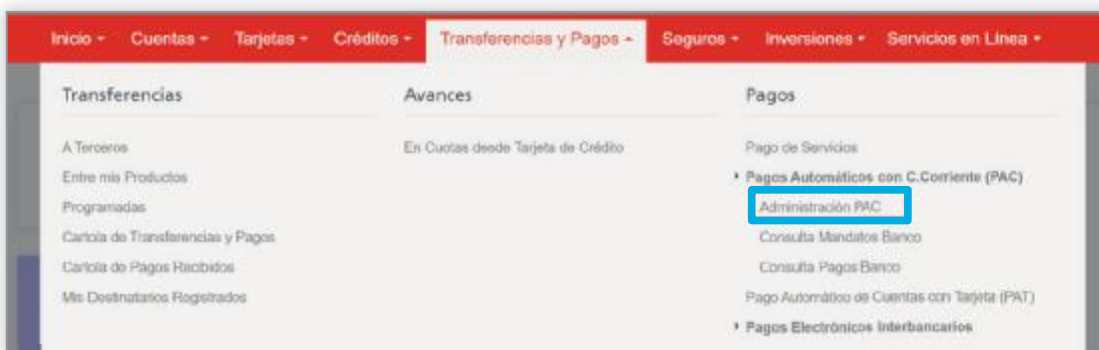 Inicio Cuentas Tarjetas Créditos Transferencias y Pagos Seguros Inversiones Servicios en Línea
Transferencias
A Terceros
Entre mis Productos
Programadas
Cartola de Transferencias y Pagos
Cartola de Pagos Recibidos
Mis Destinatarios Registrados
Avances
En Cuotas desde Tarjeta de Crédito
Pagos
Pago de Servicios
Pagos Automáticos con C.Corriente (PAC)
Administración PAC
Consulta Mandatos Banco
Consulta Pagos Banco
Pago Automático de Cuentas con Tarjeta (PAT)
Pagos Electrónicos Interbancarios